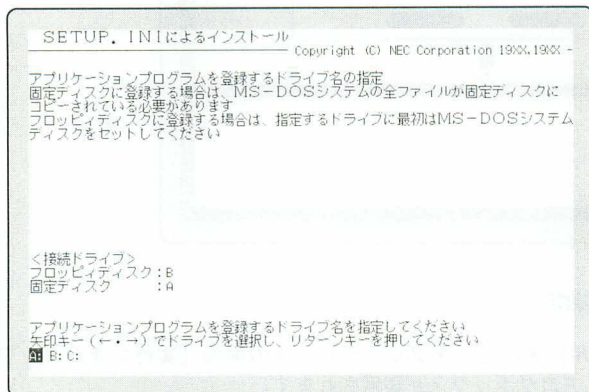 SETUP．INIによるインストール
Copyright (C) NEC Corporation 19XX,19XX -
アプリケーションプログラムを登録するドライブ名の指定
固定ディスクに登録する場合は、MS－DOSシステムの全ファイルが固定ディスクに
コピーされている必要があります
フロッピィディスクに登録する場合は、指定するドライブに最初はMS－DOSシステム
ディスクをセットしてください
＜接続ドライブ＞
フロッピィディスク：B
固定ディスク　　　：A
アプリケーションプログラムを登録するドライブ名を指定してください
矢印キー（←・→）でドライブを選択し、リターンキーを押してください
A: B: C: